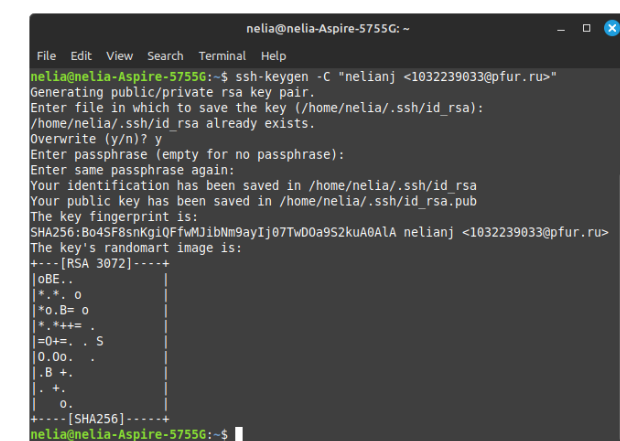 nelia@nelia-Aspire-5755G: ~
File Edit View Search Terminal Help
nelia@nelia-Aspire-5755G:~$ ssh-keygen -C "nelianj <1032239033@pfur.ru>"
Generating public/private rsa key pair.
Enter file in which to save the key (/home/nelia/.ssh/id_rsa):
/home/nelia/.ssh/id_rsa already exists.
Overwrite (y/n)? y
Enter passphrase (empty for no passphrase):
Enter same passphrase again:
Your identification has been saved in /home/nelia/.ssh/id_rsa
Your public key has been saved in /home/nelia/.ssh/id_rsa.pub
The key fingerprint is:
SHA256:Bo4SF8snKgiQFfwMJibNm9ayIj07TwDOa9S2kuA0AlA nelianj <1032239033@pfur.ru>
The key's randomart image is:
+---[RSA 3072]----+
|oBE..            |
|*.*. o           |
|*o.B= o          |
|*.*++= .         |
|=O+=. . S        |
|O.Oo.  .         |
|.B +.            |
|. +.             |
|   o.            |
+----[SHA256]-----+
nelia@nelia-Aspire-5755G:~$